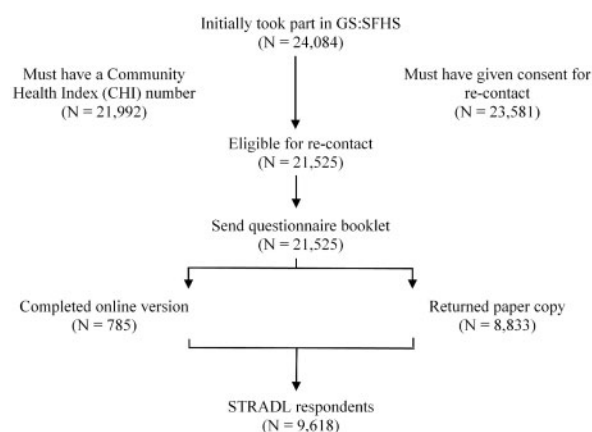 Initially took part in GS:SFHS
(N = 24,084)
Must have a Community
Health Index (CHI) number
(N = 21,992)
Must have given consent for
re-contact
(N = 23,581)
Eligible for re-contact
(N = 21,525)
Send questionnaire booklet
(N = 21,525)
Completed online version
(N = 785)
Returned paper copy
(N = 8,833)
STRADL respondents
(N = 9,618)